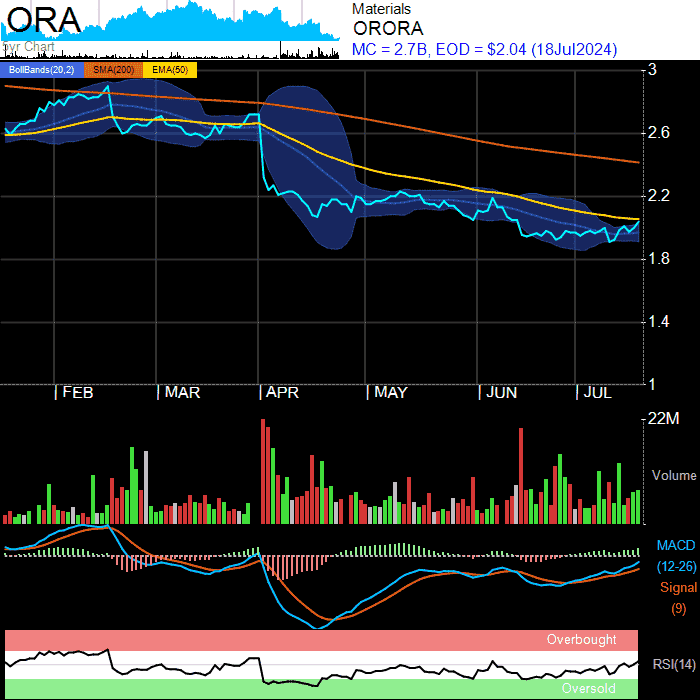 ORA
5yr Chart
Materials
ORORA
MC = 2.7B, EOD = $2.04 (18Jul2024)
BollBands(20,2) SMA(200) EMA(50)
3
2.6
2.2
1.8
1.4
1
FEB MAR APR MAY JUN JUL
22M
Volume
MACD
(12-26)
Signal
(9)
Overbought
RSI(14)
Oversold